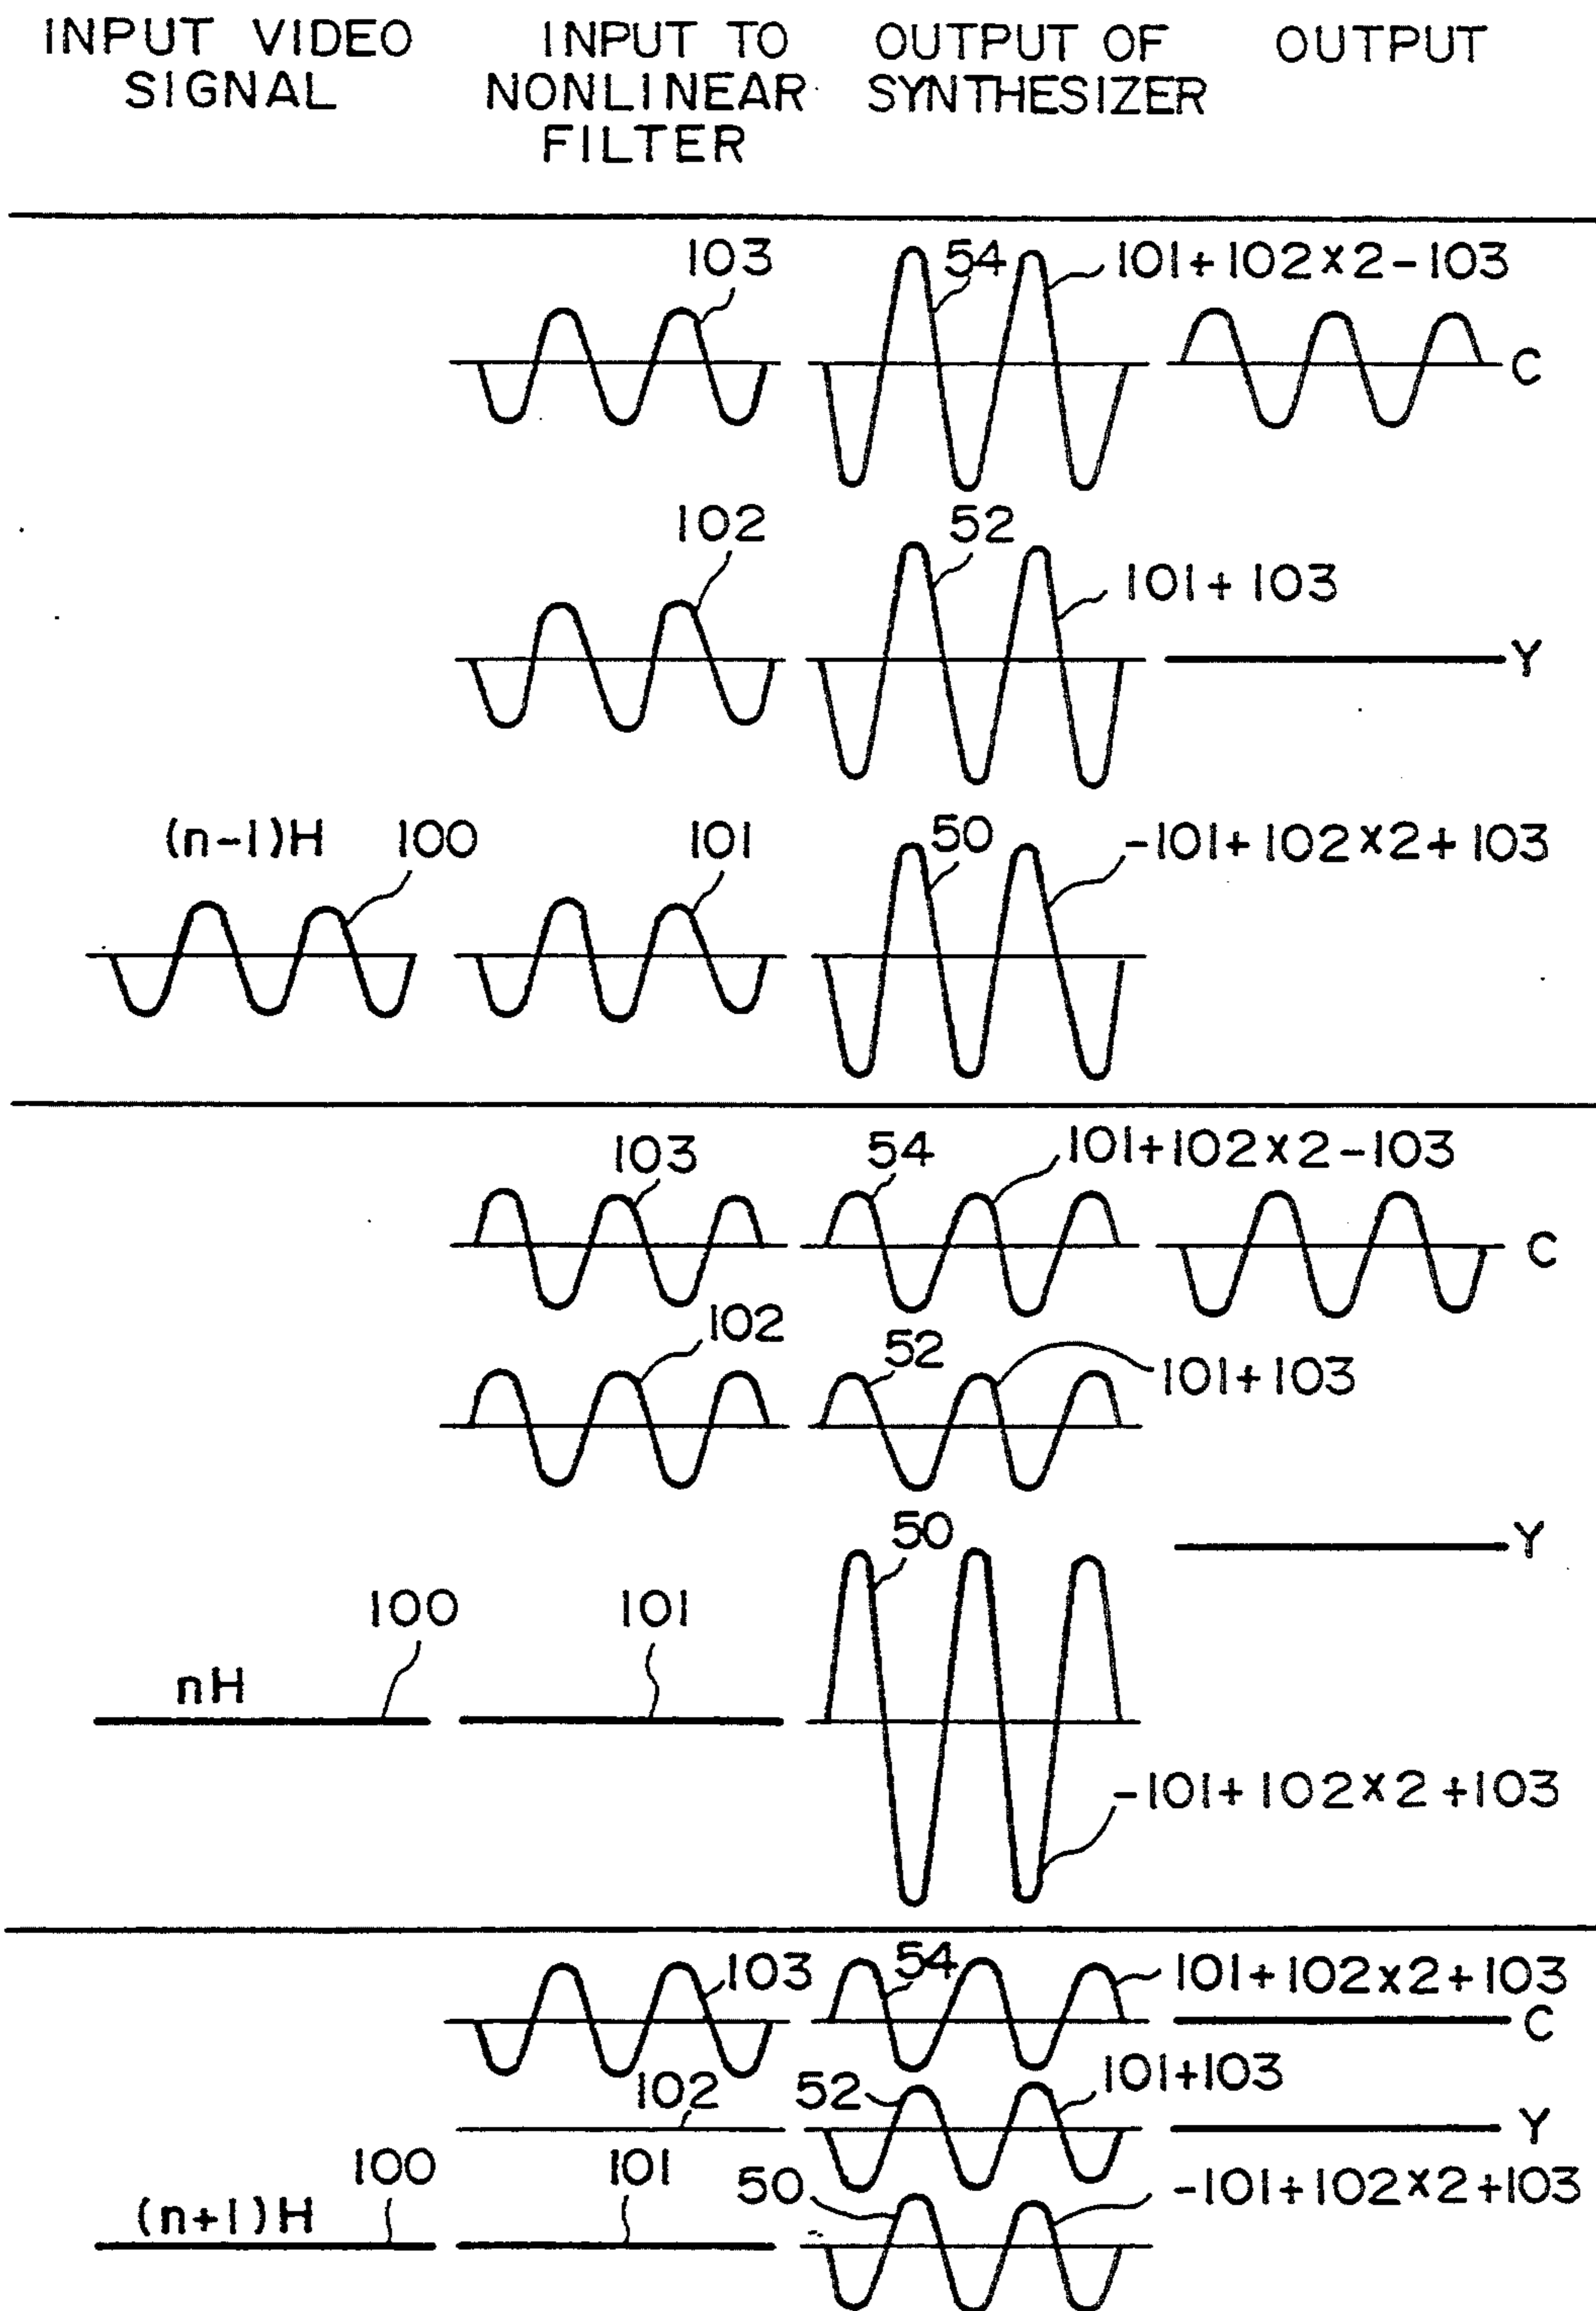 INPUT VIDEO SIGNAL
INPUT TO NONLINEAR FILTER
OUTPUT OF SYNTHESIZER
OUTPUT
103
54
101+102×2-103
C
102
52
101+103
Y
(n-1)H
100
101
50
-101+102×2+103
103
54
101+102×2-103
C
102
52
101+103
50
Y
100
101
nH
-101+102×2+103
103
54
101+102×2+103
C
102
52
101+103
Y
100
101
50
-101+102×2+103
(n+1)H